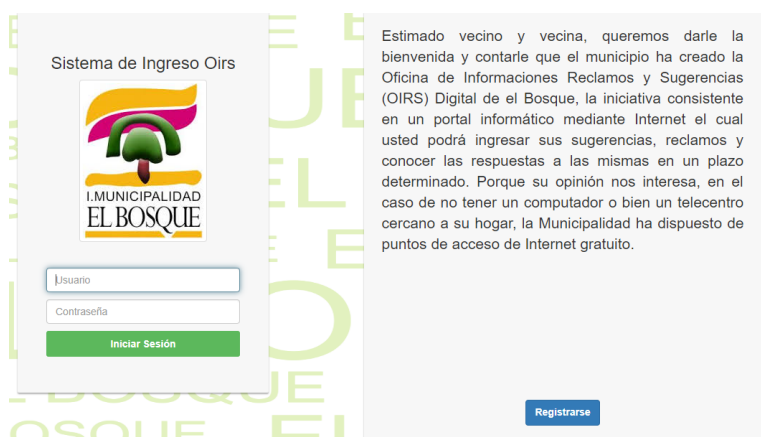 Sistema de Ingreso Oirs
I.MUNICIPALIDAD
EL BOSQUE
Usuario
Contraseña
Iniciar Sesión
Estimado vecino y vecina, queremos darle la
bienvenida y contarle que el municipio ha creado la
Oficina de Informaciones Reclamos y Sugerencias
(OIRS) Digital de el Bosque, la iniciativa consistente
en un portal informático mediante Internet el cual
usted podrá ingresar sus sugerencias, reclamos y
conocer las respuestas a las mismas en un plazo
determinado. Porque su opinión nos interesa, en el
caso de no tener un computador o bien un telecentro
cercano a su hogar, la Municipalidad ha dispuesto de
puntos de acceso de Internet gratuito.
Registrarse